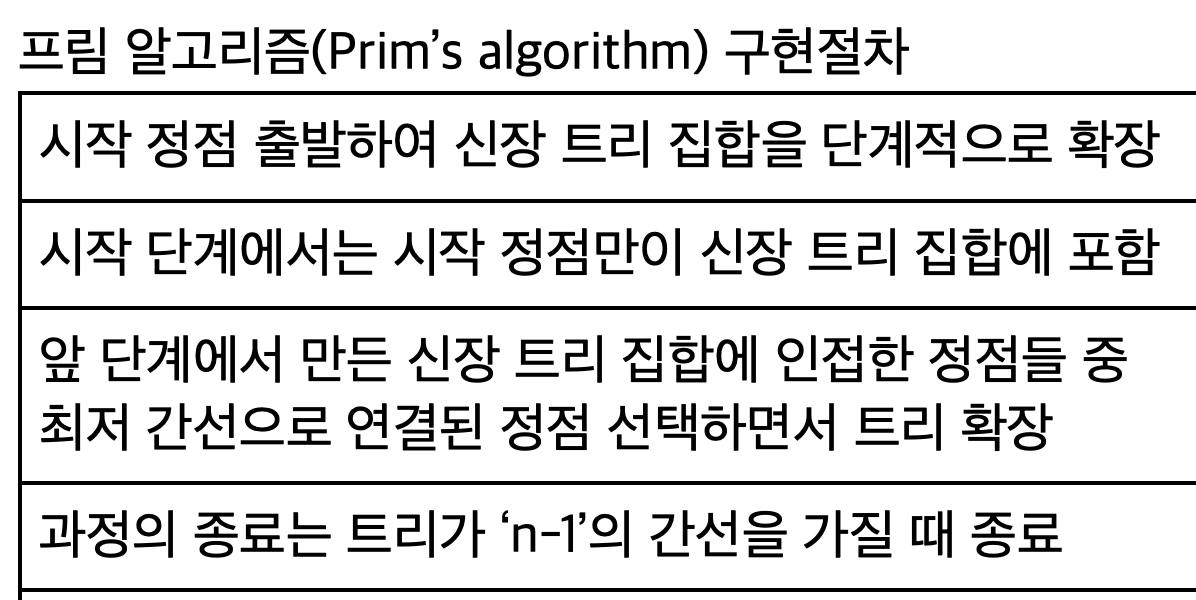 프림 알고리즘(Prim’s algorithm) 구현절차
시작 정점 출발하여 신장 트리 집합을 단계적으로 확장
시작 단계에서는 시작 정점만이 신장 트리 집합에 포함
앞 단계에서 만든 신장 트리 집합에 인접한 정점들 중
최저 간선으로 연결된 정점 선택하면서 트리 확장
과정의 종료는 트리가 ‘n-1’의 간선을 가질 때 종료